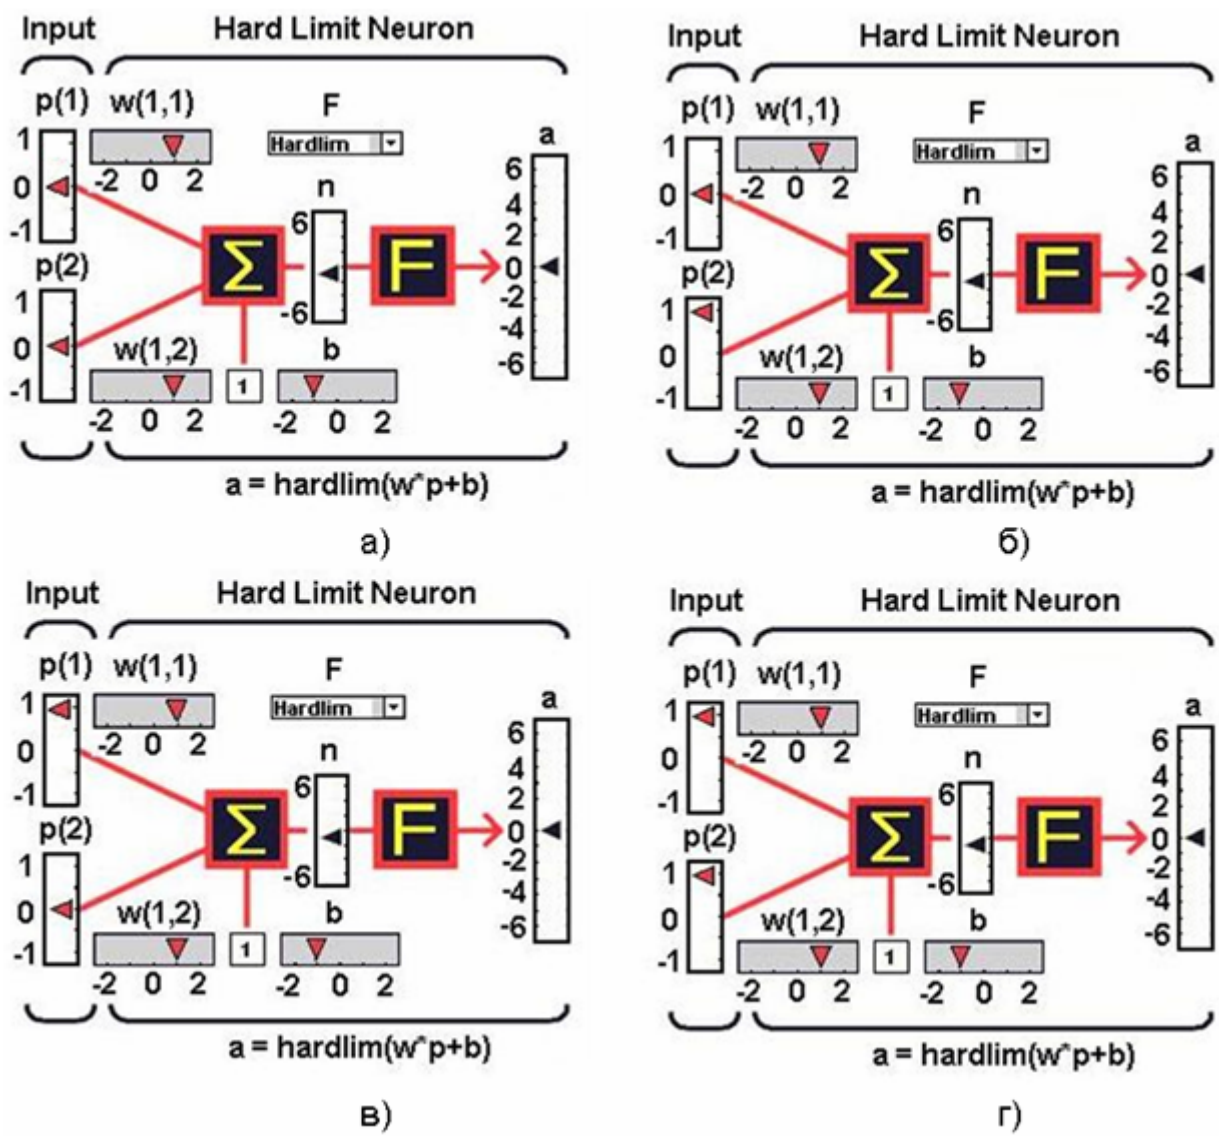 Input Hard Limit Neuron
p(1) w(1,1) F a
1 0 -1
-2 0 2
Hardlim
n
6 -6
6 4 2 0 -2 -4 -6
Σ F
p(2)
1 0 -1
w(1,2) 1 b
-2 0 2 -2 0 2
a = hardlim(w*p+b)
а)
Input Hard Limit Neuron
p(1) w(1,1) F a
1 0 -1
-2 0 2
Hardlim
n
6 -6
6 4 2 0 -2 -4 -6
Σ F
p(2)
1 0 -1
w(1,2) 1 b
-2 0 2 -2 0 2
a = hardlim(w*p+b)
б)
Input Hard Limit Neuron
p(1) w(1,1) F a
1 0 -1
-2 0 2
Hardlim
n
6 -6
6 4 2 0 -2 -4 -6
Σ F
p(2)
1 0 -1
w(1,2) 1 b
-2 0 2 -2 0 2
a = hardlim(w*p+b)
в)
Input Hard Limit Neuron
p(1) w(1,1) F a
1 0 -1
-2 0 2
Hardlim
n
6 -6
6 4 2 0 -2 -4 -6
Σ F
p(2)
1 0 -1
w(1,2) 1 b
-2 0 2 -2 0 2
a = hardlim(w*p+b)
г)